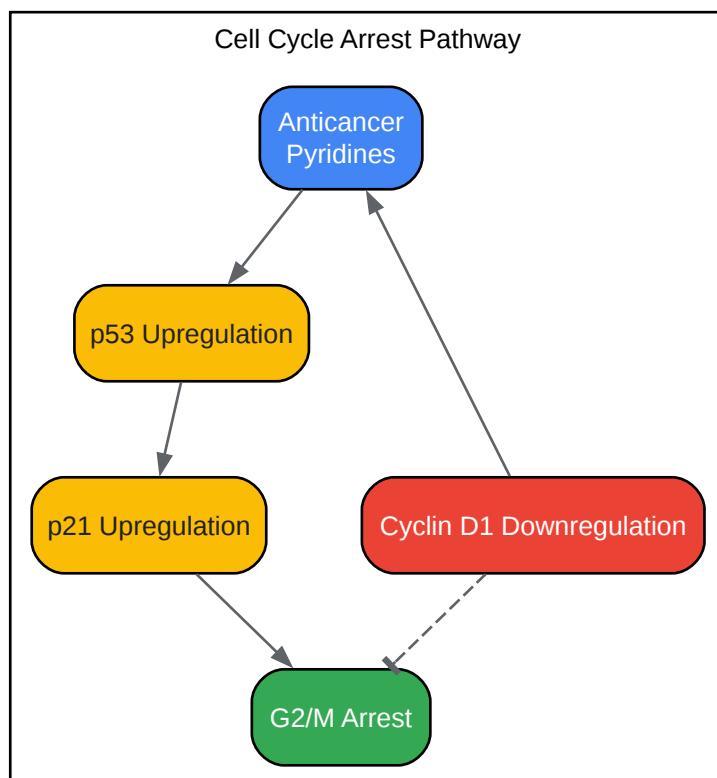 Cell Cycle Arrest Pathway
Anticancer
Pyridines
p53 Upregulation
p21 Upregulation
Cyclin D1 Downregulation
G2/M Arrest